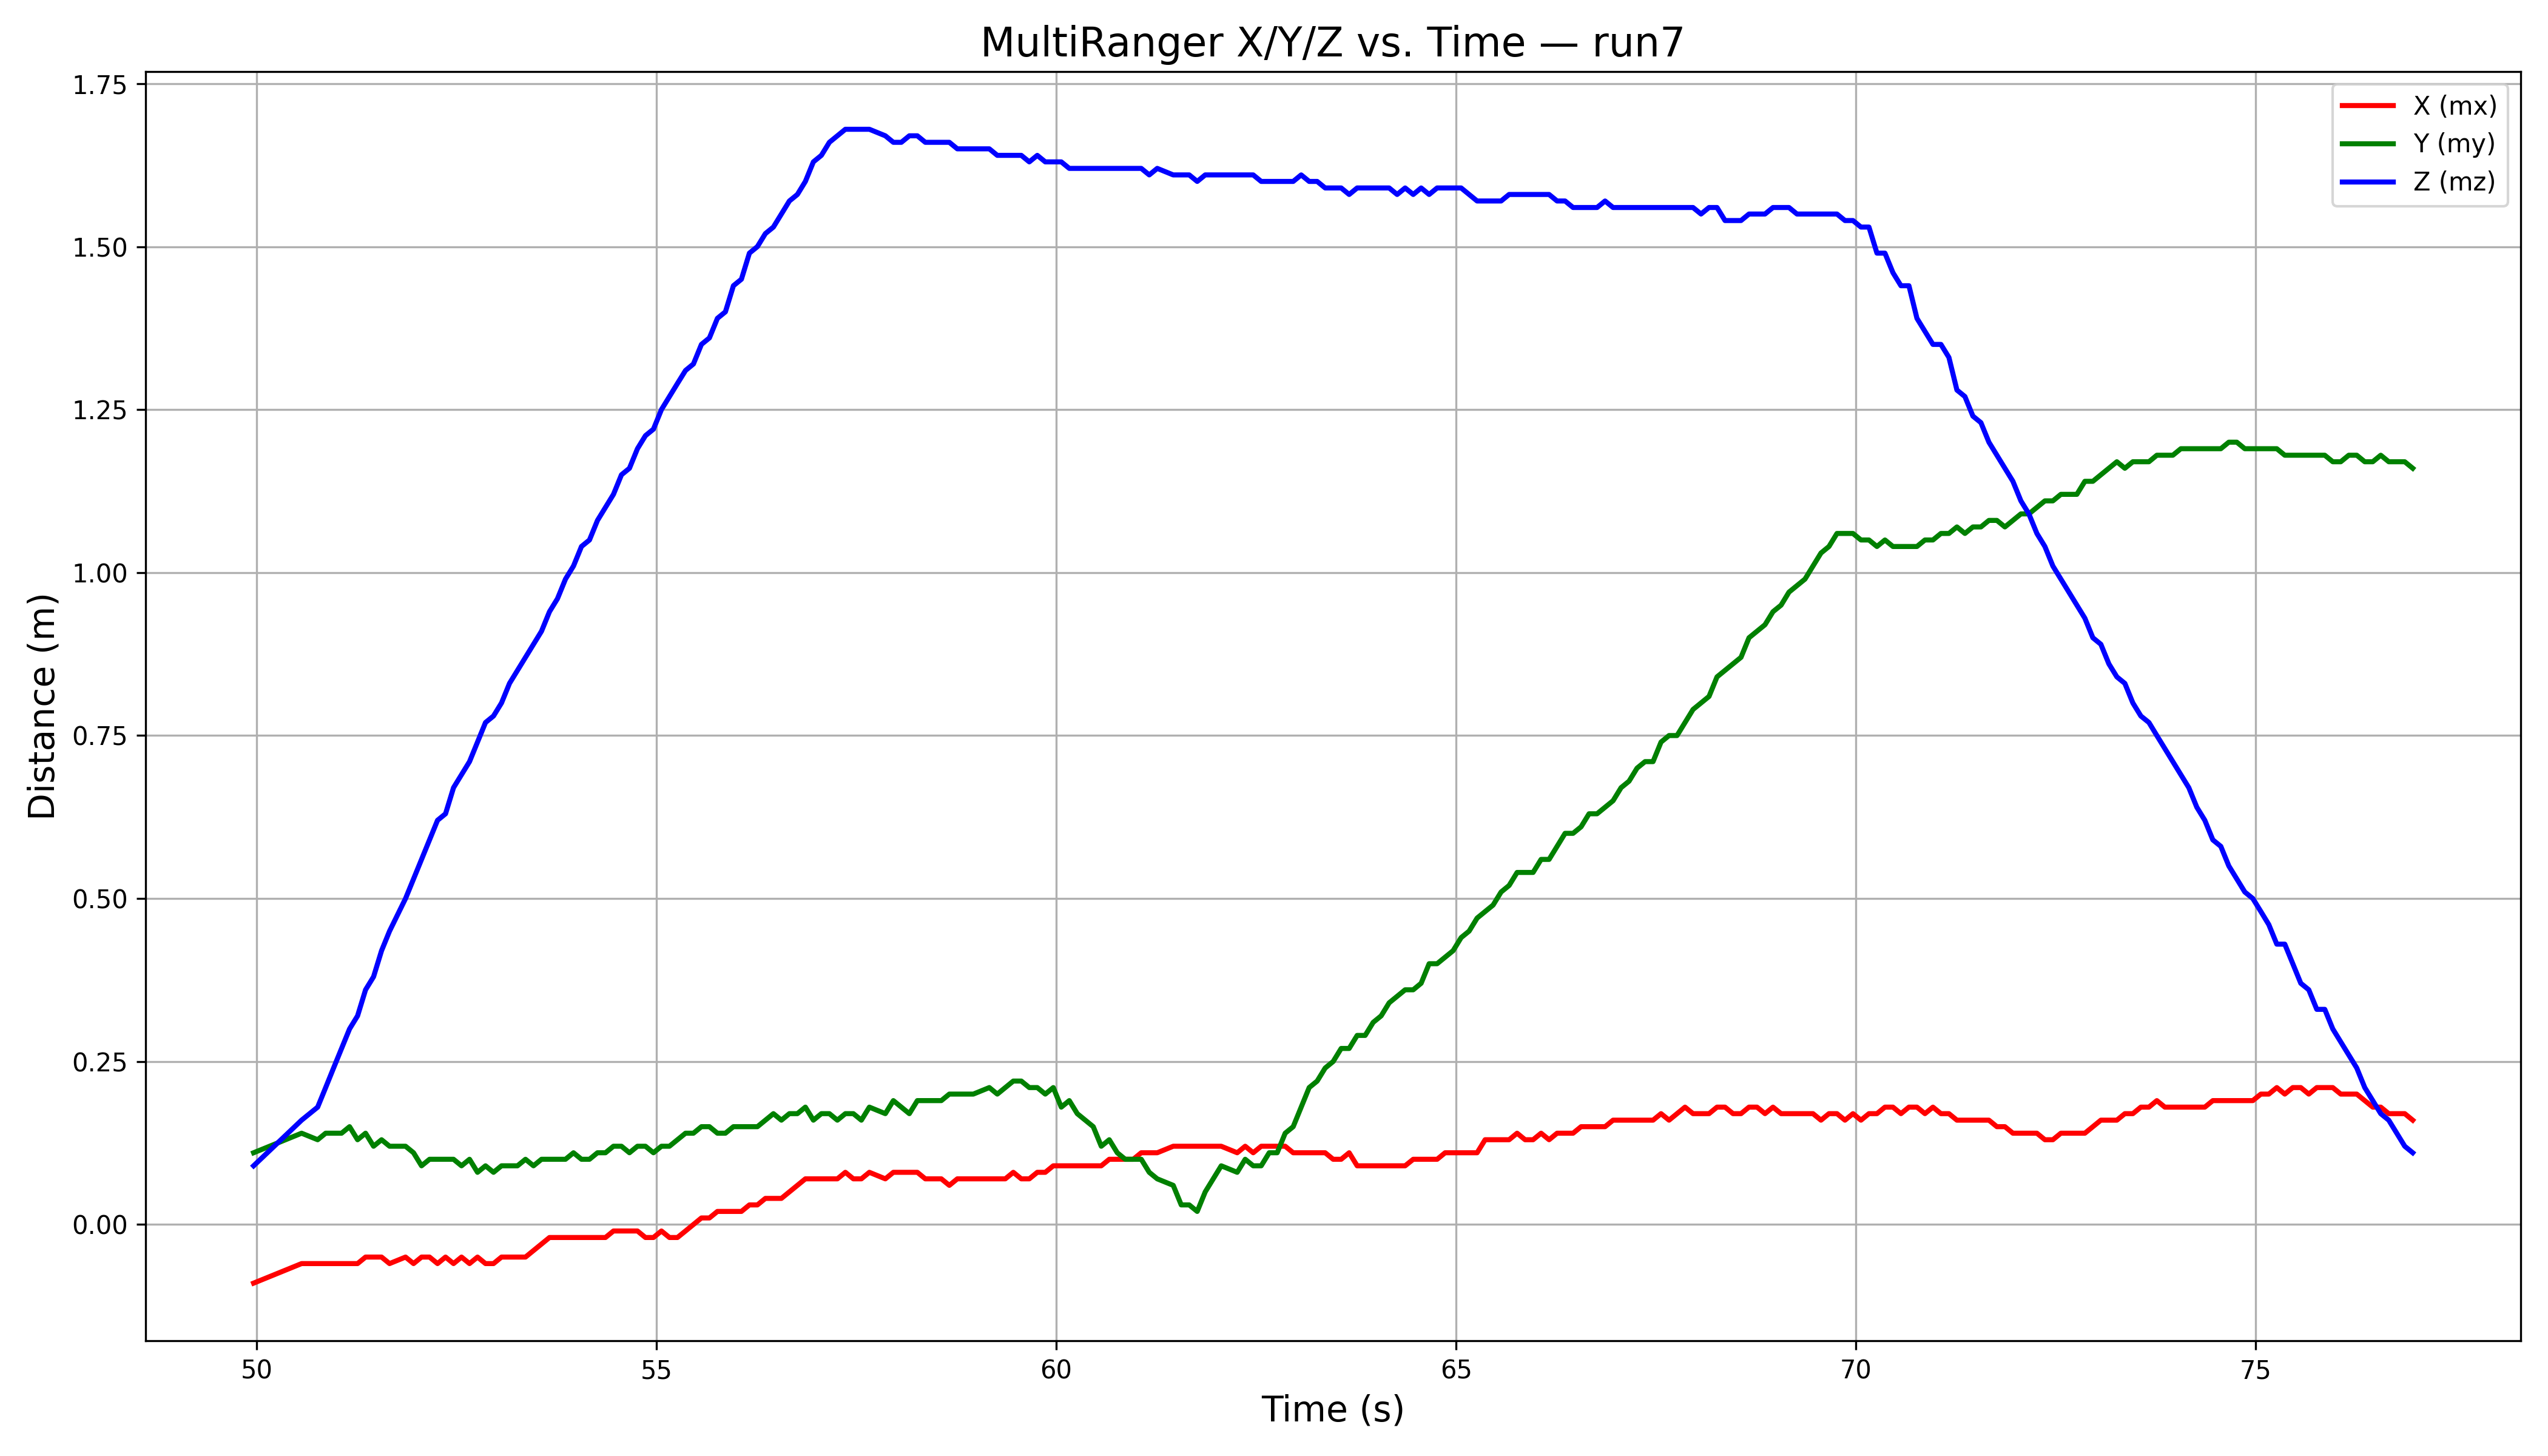 MultiRanger X/Y/Z vs. Time — run7
1.75
1.50
1.25
1.00
0.75
0.50
0.25
0.00
Distance (m)
X (mx)
Y (my)
Z (mz)
50 55 60 65 70 75
Time (s)